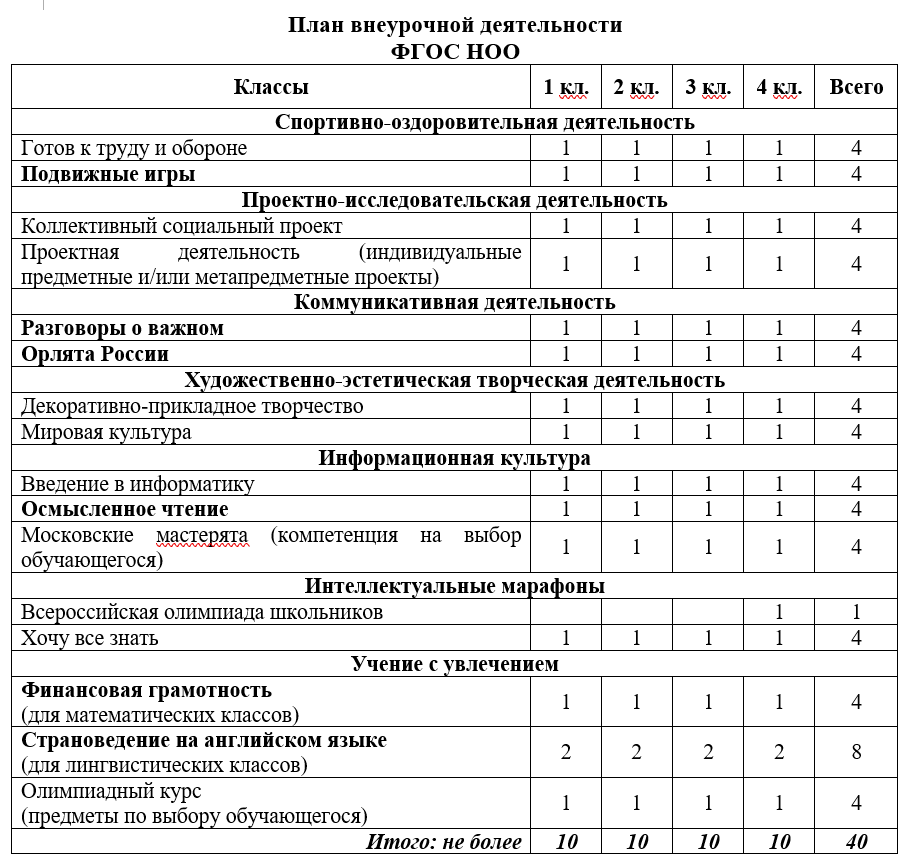 План внеурочной деятельности
ФГОС НОО
Классы 1 кл. 2 кл. 3 кл. 4 кл. Всего
Спортивно-оздоровительная деятельность
Готов к труду и обороне 1 1 1 1 4
Подвижные игры 1 1 1 1 4
Проектно-исследовательская деятельность
Коллективный социальный проект 1 1 1 1 4
Проектная деятельность (индивидуальные
предметные и/или метапредметные проекты) 1 1 1 1 4
Коммуникативная деятельность
Разговоры о важном 1 1 1 1 4
Орлята России 1 1 1 1 4
Художественно-эстетическая творческая деятельность
Декоративно-прикладное творчество 1 1 1 1 4
Мировая культура 1 1 1 1 4
Информационная культура
Введение в информатику 1 1 1 1 4
Осмысленное чтение 1 1 1 1 4
Московские мастерята (компетенция на выбор
обучающегося) 1 1 1 1 4
Интеллектуальные марафоны
Всероссийская олимпиада школьников 1 1
Хочу все знать 1 1 1 1 4
Учение с увлечением
Финансовая грамотность
(для математических классов) 1 1 1 1 4
Страноведение на английском языке
(для лингвистических классов) 2 2 2 2 8
Олимпиадный курс
(предметы по выбору обучающегося) 1 1 1 1 4
Итого: не более 10 10 10 10 40